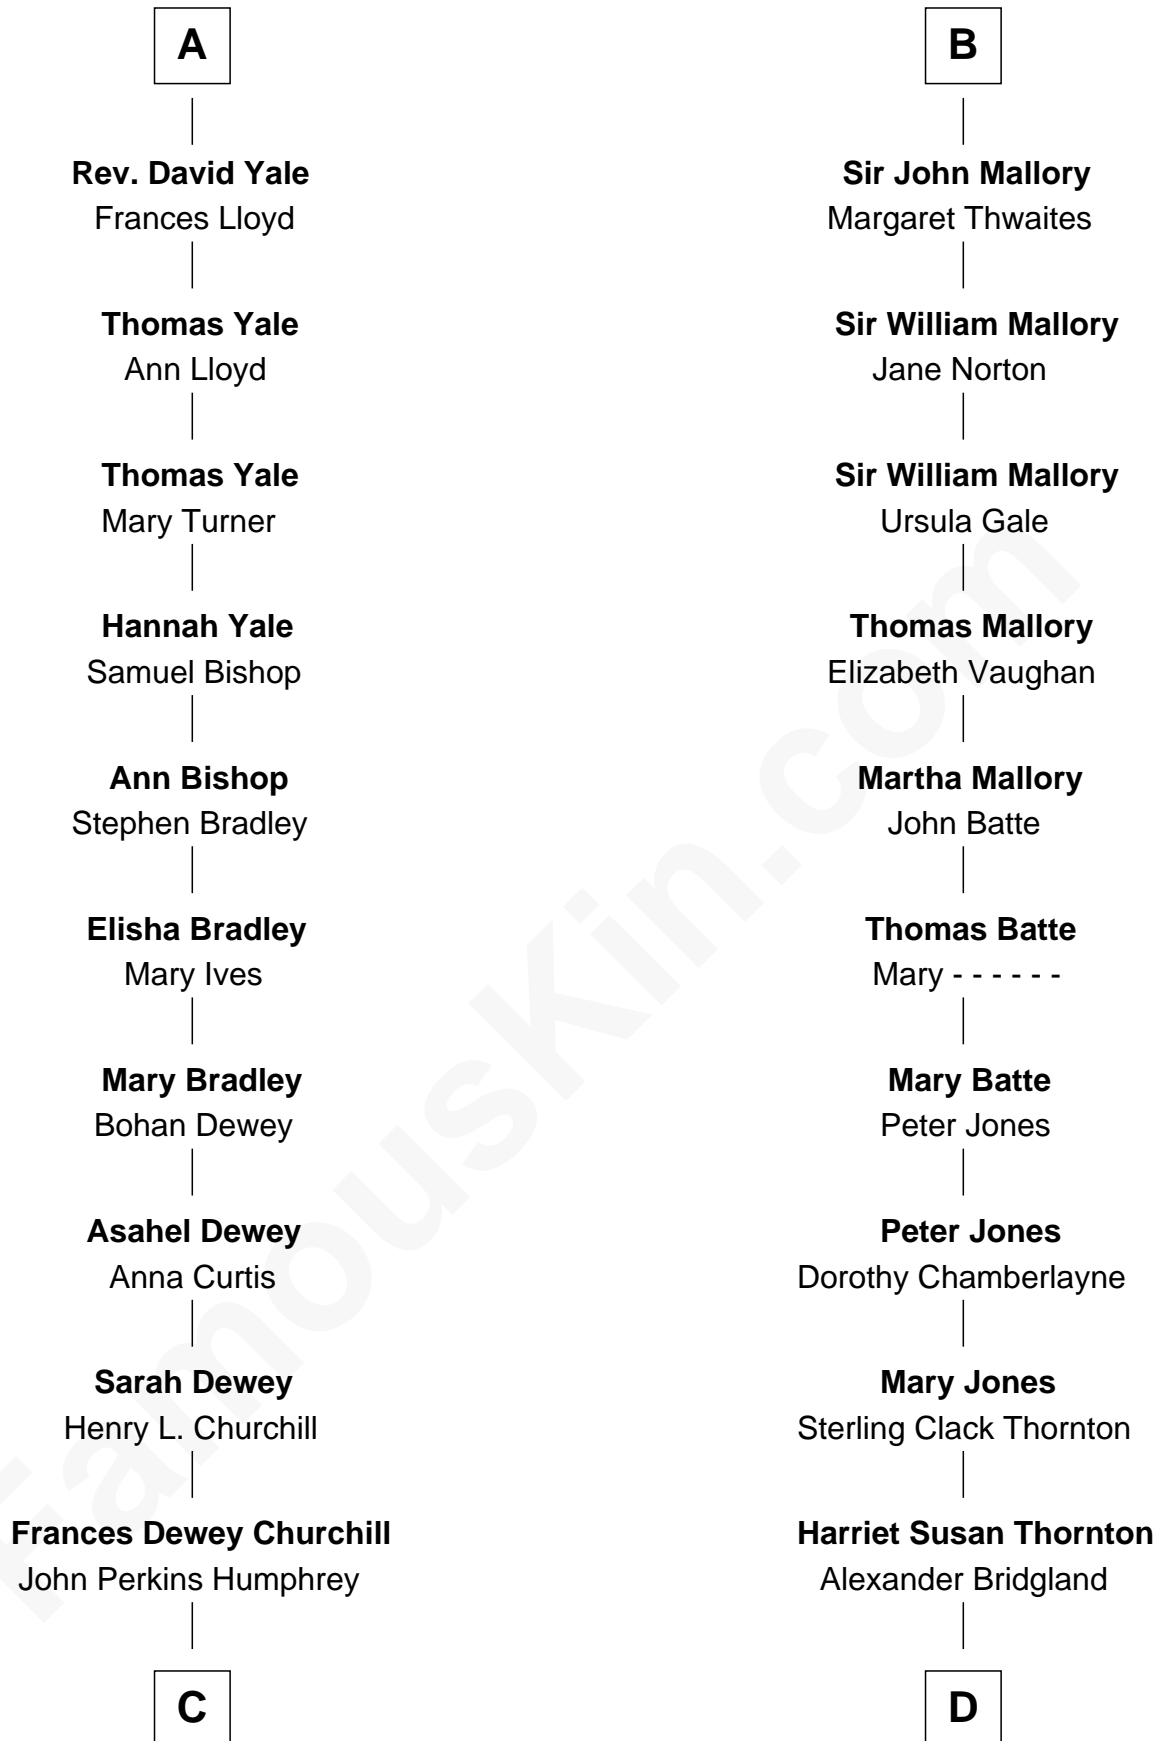 A
Rev. David Yale
Frances Lloyd
Thomas Yale
Ann Lloyd
Thomas Yale
Mary Turner
Hannah Yale
Samuel Bishop
Ann Bishop
Stephen Bradley
Elisha Bradley
Mary Ives
Mary Bradley
Bohan Dewey
Asahel Dewey
Anna Curtis
Sarah Dewey
Henry L. Churchill
Frances Dewey Churchill
John Perkins Humphrey
C
B
Sir John Mallory
Margaret Thwaites
Sir William Mallory
Jane Norton
Sir William Mallory
Ursula Gale
Thomas Mallory
Elizabeth Vaughan
Martha Mallory
John Batte
Thomas Batte
Mary - - - - - -
Mary Batte
Peter Jones
Peter Jones
Dorothy Chamberlayne
Mary Jones
Sterling Clack Thornton
Harriet Susan Thornton
Alexander Bridgland
D
FamousKin.com